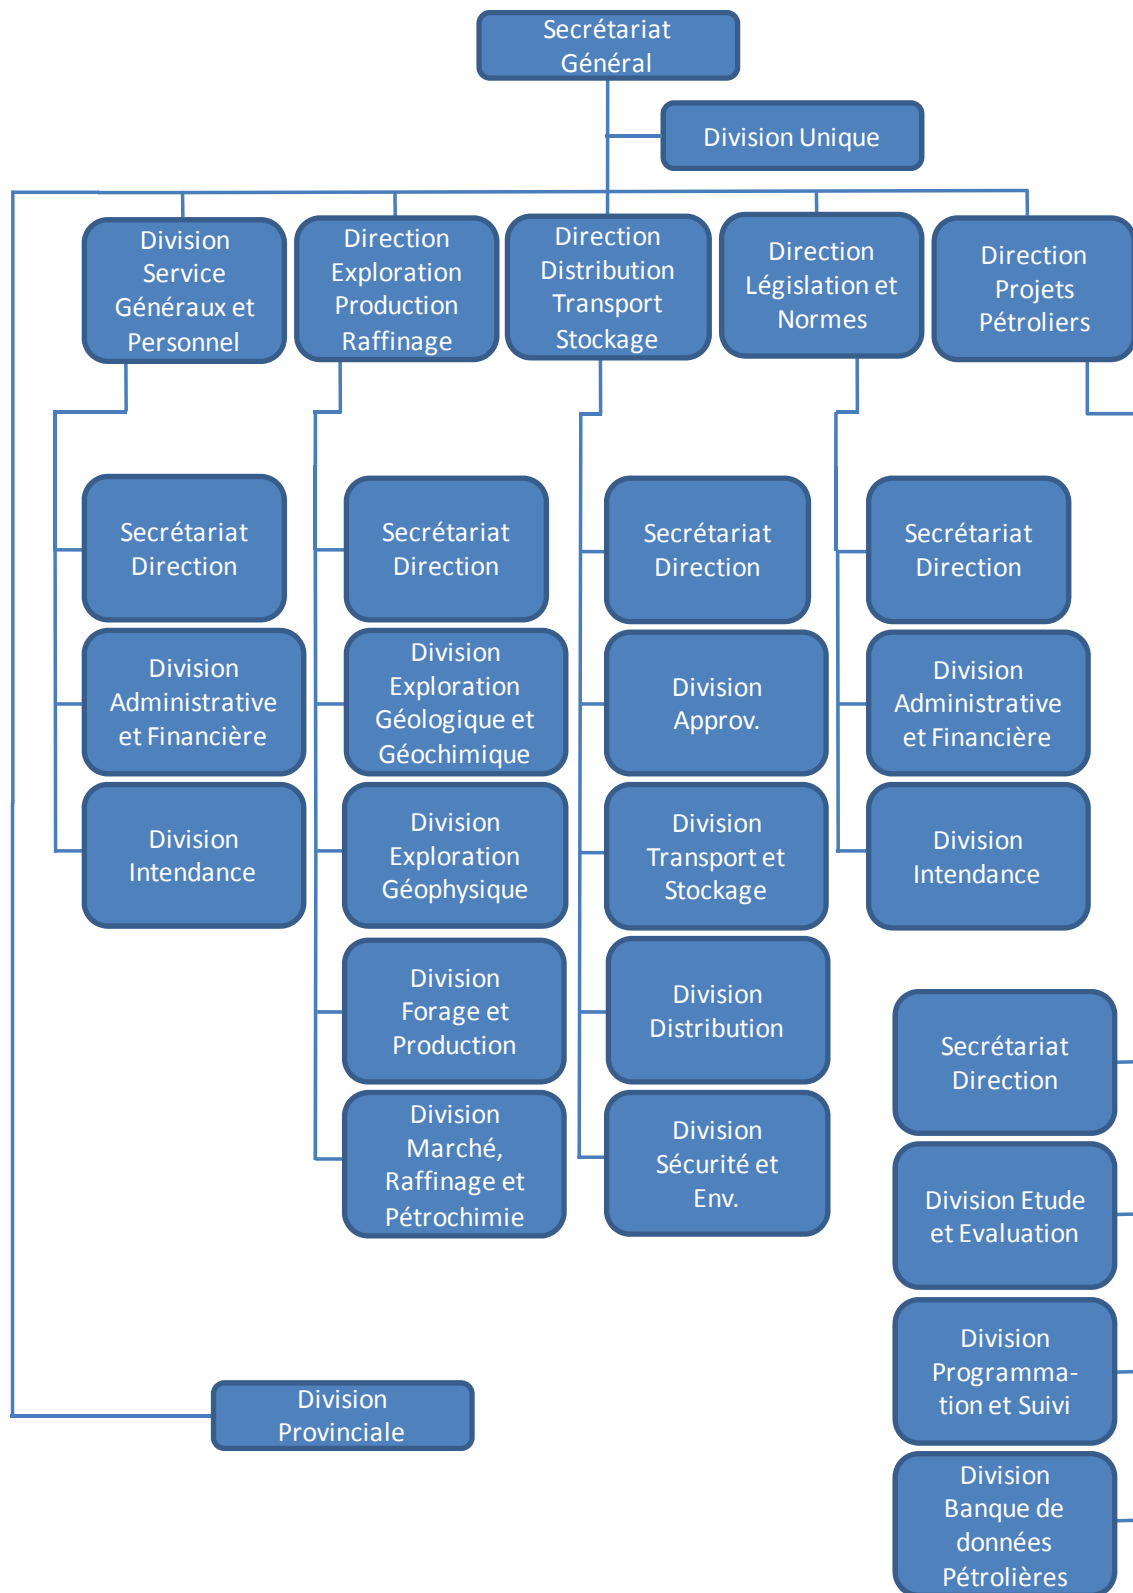 Secrétariat
Général
Division Unique
Division
Service
Généraux et
Personnel
Direction
Exploration
Production
Raffinage
Direction
Distribution
Transport
Stockage
Direction
Législation et
Normes
Direction
Projets
Pétroliers
Secrétariat
Direction
Division
Administrative
et Financière
Division
Intendance
Secrétariat
Direction
Division
Exploration
Géologique et
Géochimique
Division
Exploration
Géophysique
Division
Forage et
Production
Division
Marché,
Raffinage et
Pétrochimie
Secrétariat
Direction
Division
Approv.
Division
Transport et
Stockage
Division
Distribution
Division
Sécurité et
Env.
Secrétariat
Direction
Division
Administrative
et Financière
Division
Intendance
Secrétariat
Direction
Division Etude
et Evaluation
Division
Programma-
tion et Suivi
Division
Banque de
données
Pétrolières
Division
Provinciale